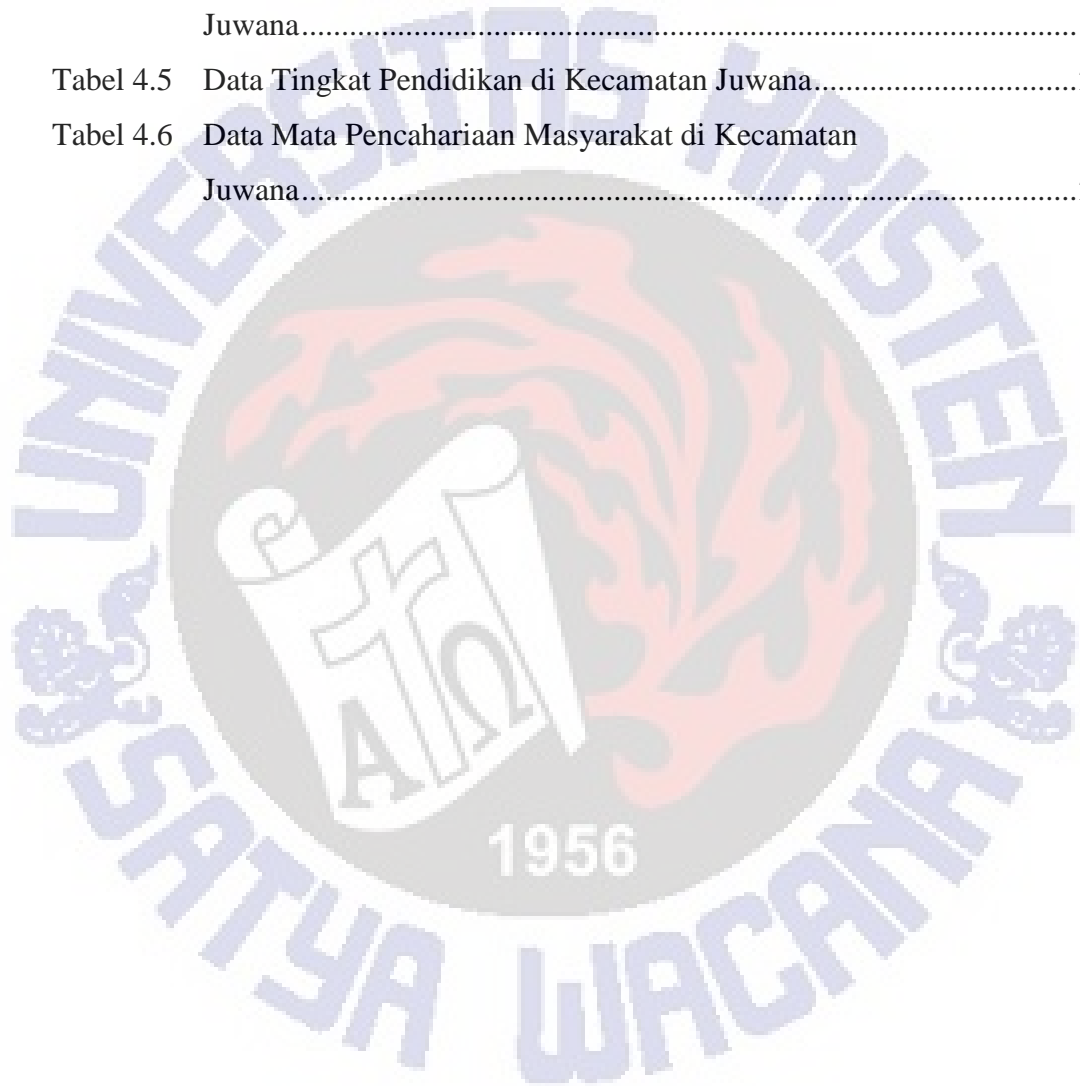 Juwana...............................................................................................
Tabel 4.5 Data Tingkat Pendidikan di Kecamatan Juwana................................
Tabel 4.6 Data Mata Pencahariaan Masyarakat di Kecamatan
Juwana...............................................................................................
UNIVERSITAS KRISTEN
A Ω
1956
SATYA WACANA